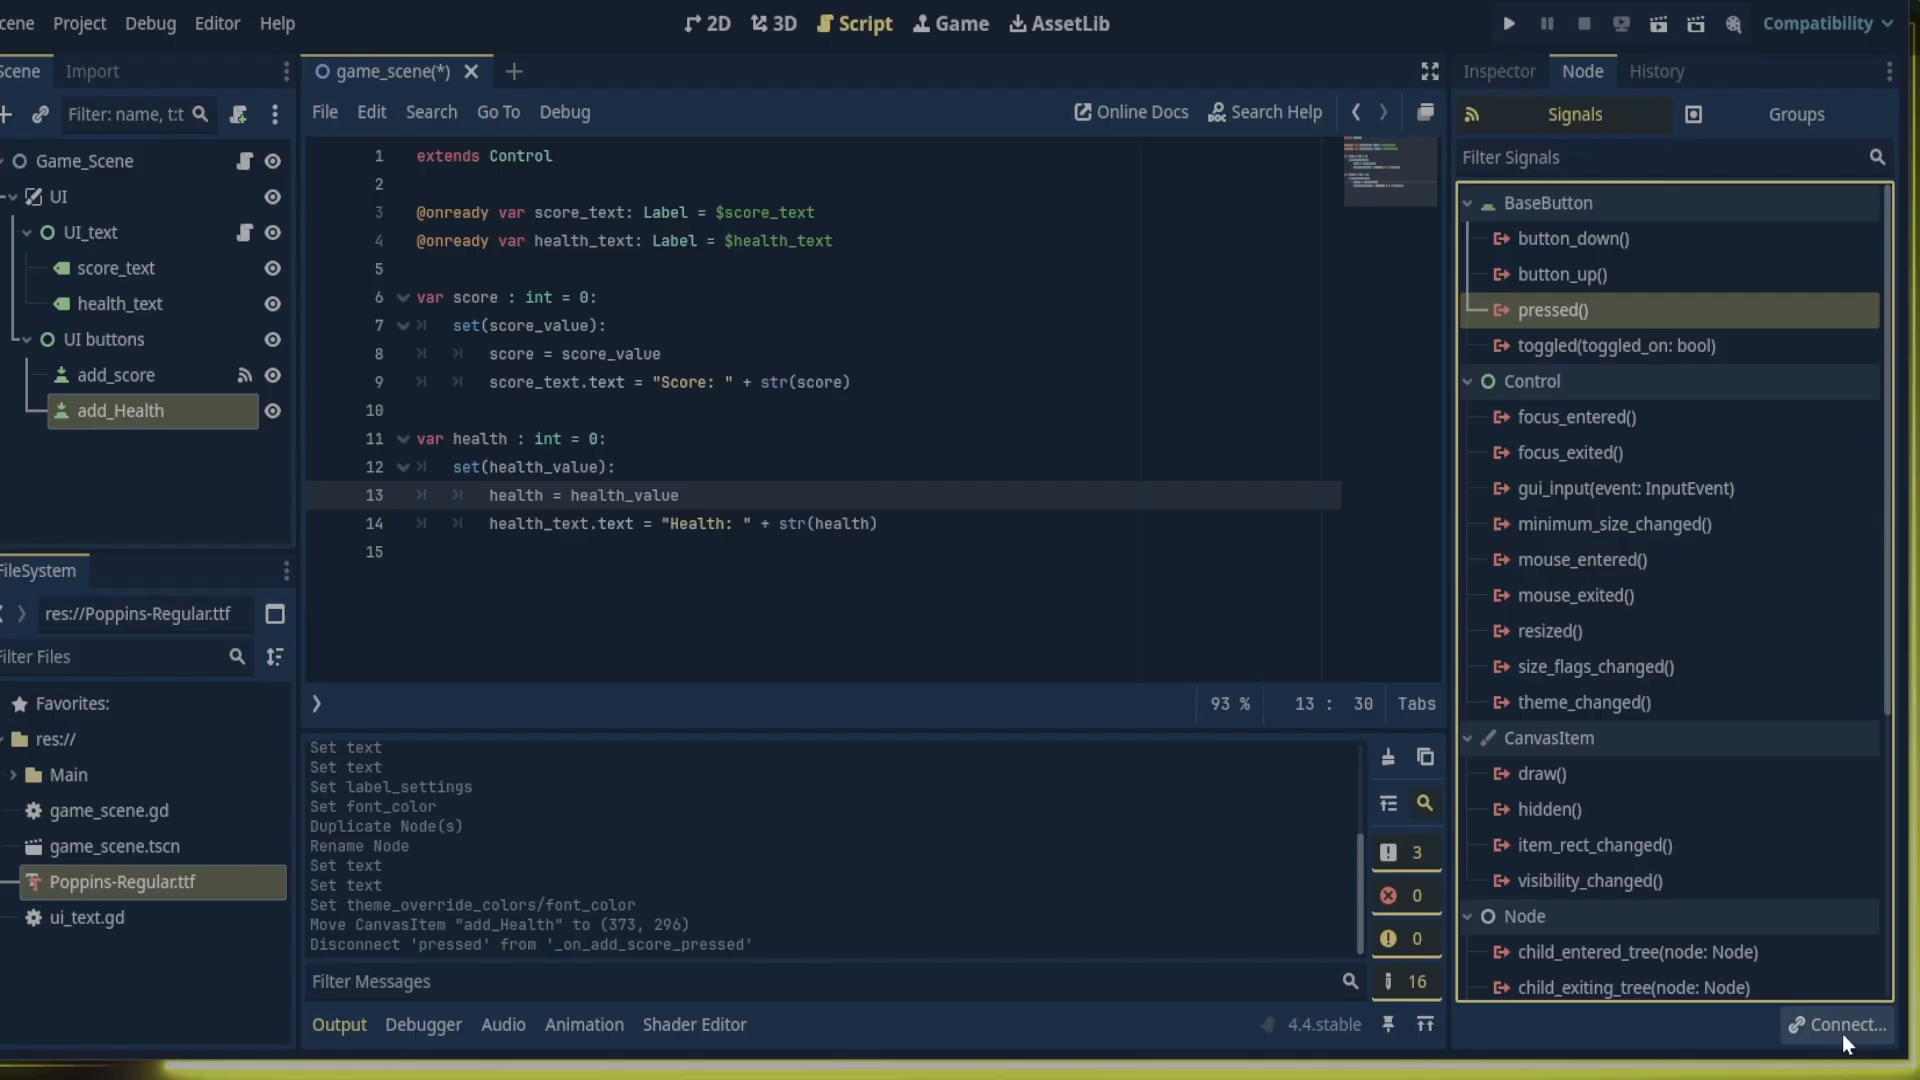 cene Project Debug Editor Help
2D 3D Script Game AssetLib
Compatibility
Scene Import
Filter: name, t:t
Game_Scene
UI
UI_text
score_text
health_text
UI buttons
add_score
add_Health
FileSystem
res://Poppins-Regular.ttf
Filter Files
Favorites:
res://
Main
game_scene.gd
game_scene.tscn
Poppins-Regular.ttf
ui_text.gd
game_scene(*)
File Edit Search Go To Debug
Online Docs Search Help
1 extends Control
2
3 @onready var score_text: Label = $score_text
4 @onready var health_text: Label = $health_text
5
6 var score : int = 0:
7 set(score_value):
8 score = score_value
9 score_text.text = "Score: " + str(score)
10
11 var health : int = 0:
12 set(health_value):
13 health = health_value
14 health_text.text = "Health: " + str(health)
15
93 % 13 : 30 Tabs
Set text
Set text
Set label_settings
Set font_color
Duplicate Node(s)
Rename Node
Set text
Set text
Set theme_override_colors/font_color
Move CanvasItem "add_Health" to (373, 296)
Disconnect 'pressed' from '_on_add_score_pressed'
3
0
0
16
Filter Messages
Output Debugger Audio Animation Shader Editor
4.4.stable
Inspector Node History
Signals Groups
Filter Signals
BaseButton
button_down()
button_up()
pressed()
toggled(toggled_on: bool)
Control
focus_entered()
focus_exited()
gui_input(event: InputEvent)
minimum_size_changed()
mouse_entered()
mouse_exited()
resized()
size_flags_changed()
theme_changed()
CanvasItem
draw()
hidden()
item_rect_changed()
visibility_changed()
Node
child_entered_tree(node: Node)
child_exiting_tree(node: Node)
Connect...